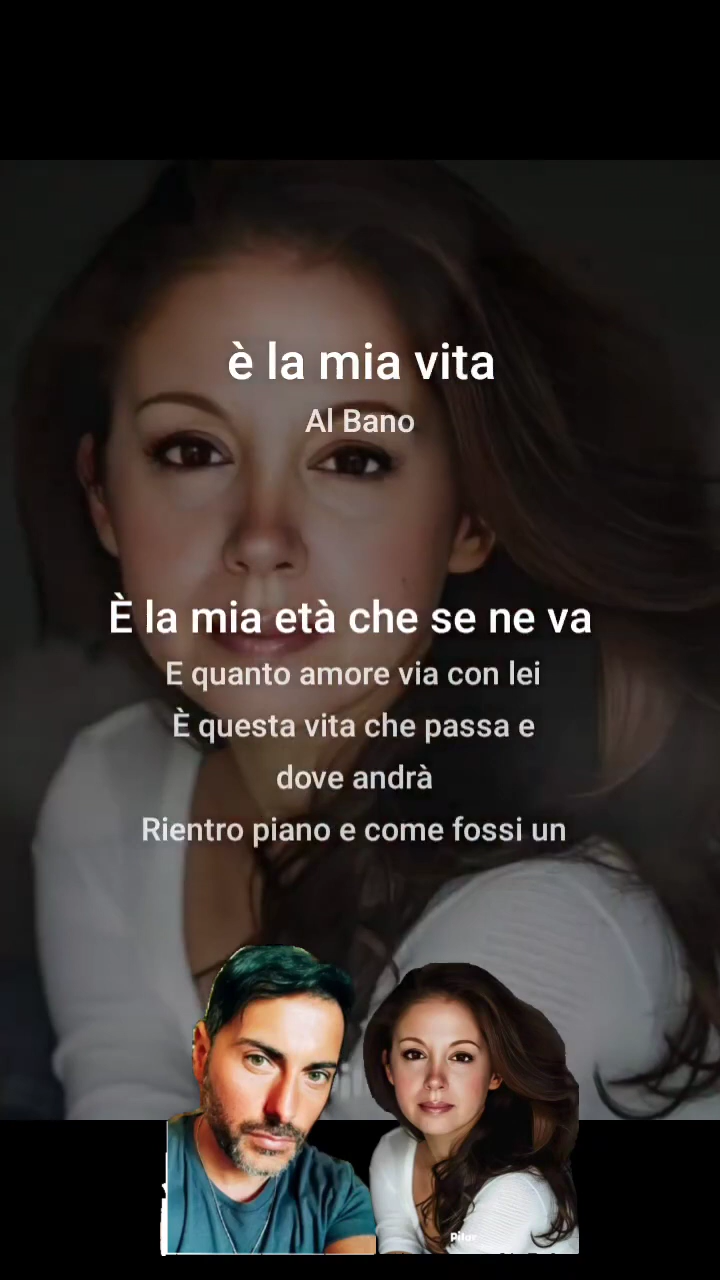 è la mia vita
Al Bano
È la mia età che se ne va
E quanto amore via con lei
È questa vita che passa e
dove andrà
Rientro piano e come fossi un
Pilar